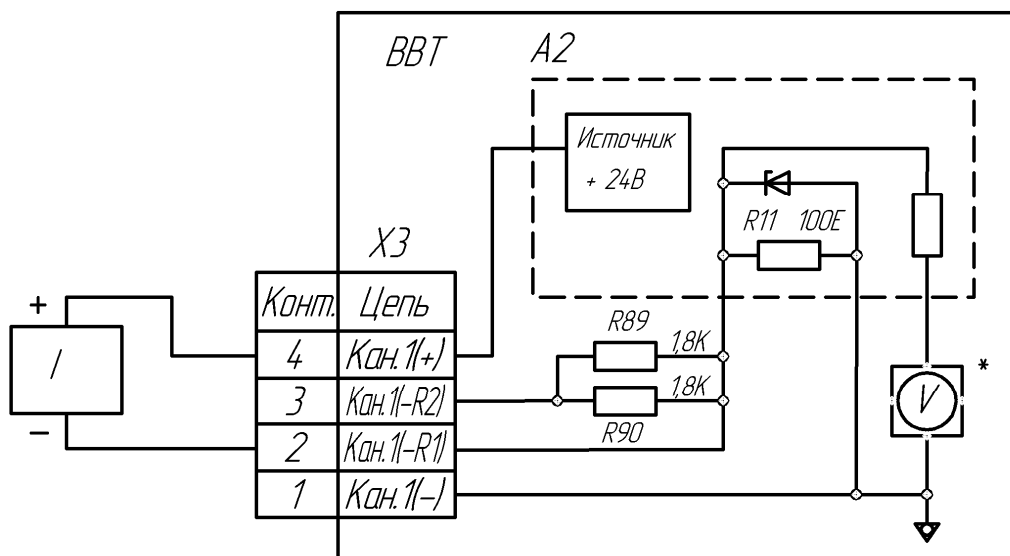 ВВТ
А2
Источник
+ 24В
R11 100Е
X3
Конт. Цепь
4 Кан.1(+)
3 Кан.1(-R2)
2 Кан.1(-R1)
1 Кан.1(-)
+
I
−
R89
1,8К
1,8К
R90
V
*